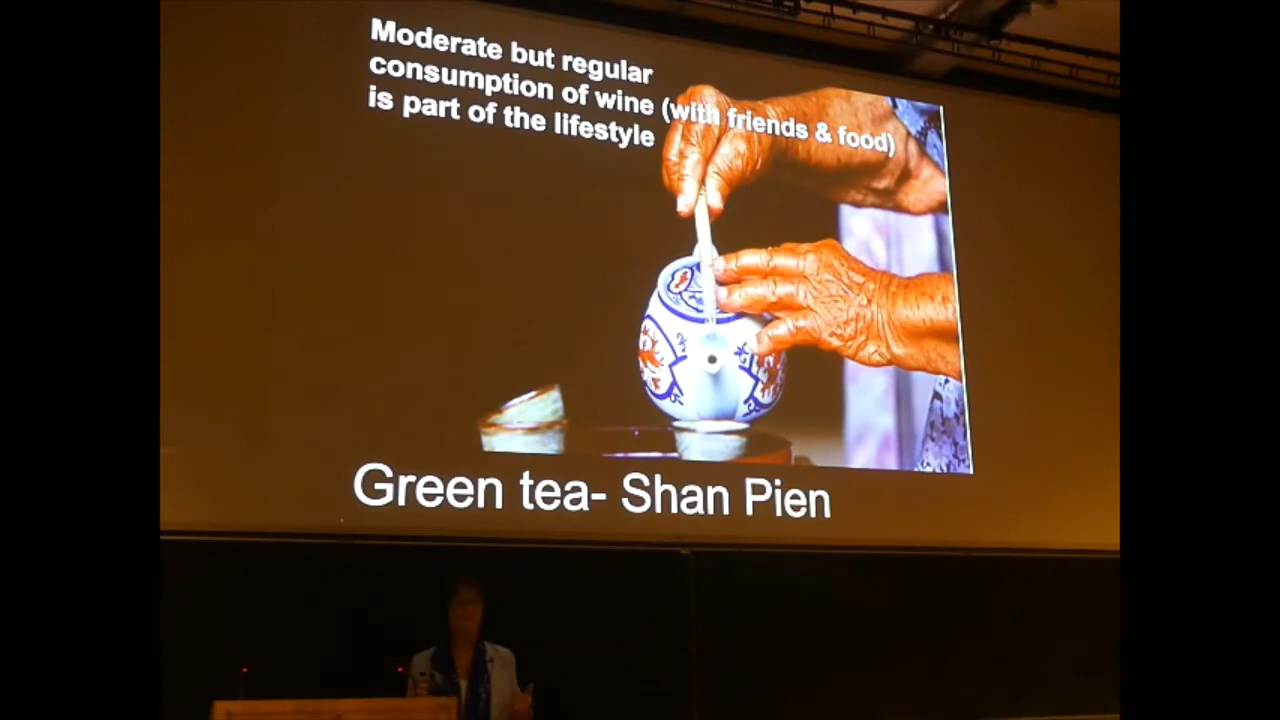 Moderate but regular
consumption of wine (with friends & food)
is part of the lifestyle
Green tea- Shan Pien